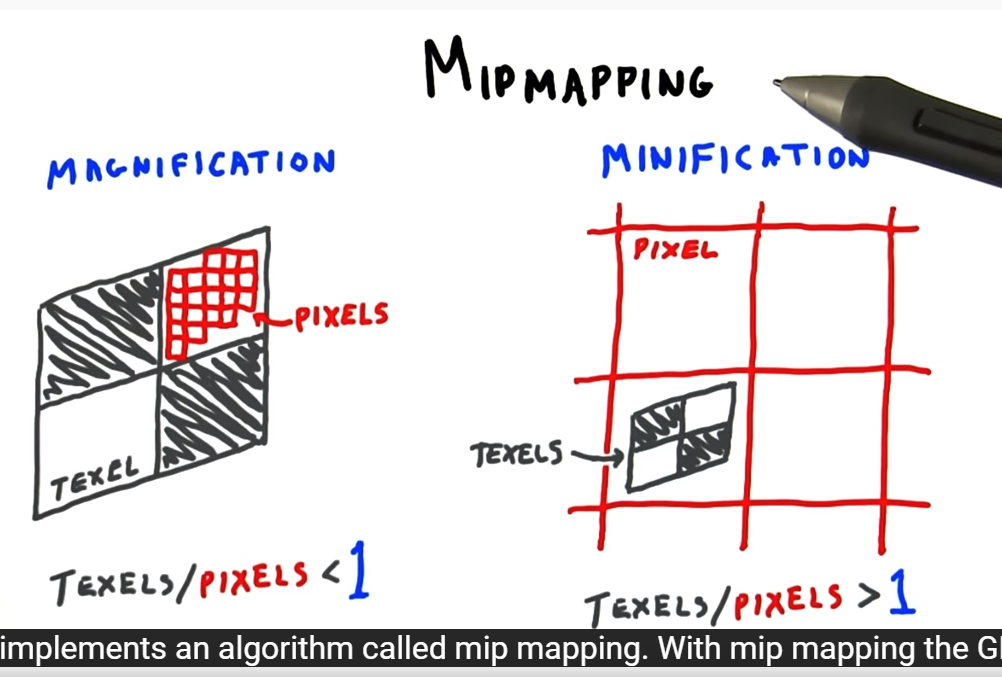 MIPMAPPING
MAGNIFICATION
PIXELS
TEXEL
TEXELS/PIXELS < 1
MINIFICATION
PIXEL
TEXELS
TEXELS/PIXELS > 1
implements an algorithm called mip mapping. With mip mapping the